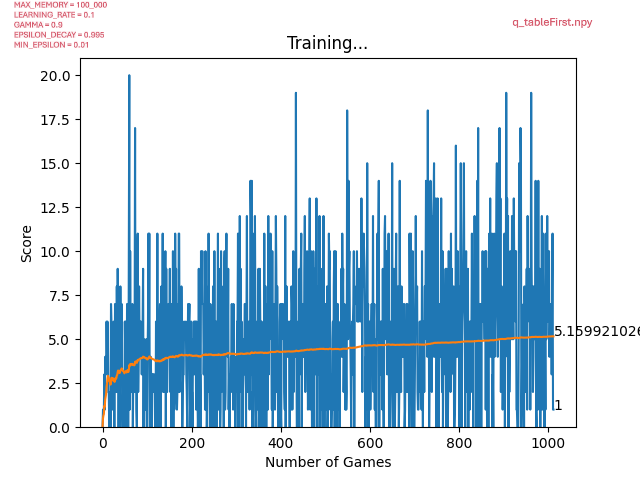 MAX_MEMORY = 100_000
LEARNING_RATE = 0.1
GAMMA = 0.9
EPSILON_DECAY = 0.995
MIN_EPSILON = 0.01
q_tableFirst.npy
Training...
20.0
17.5
15.0
12.5
10.0
7.5
5.0
2.5
0.0
Score
5.159921026
1
0
200
400
600
800
1000
Number of Games